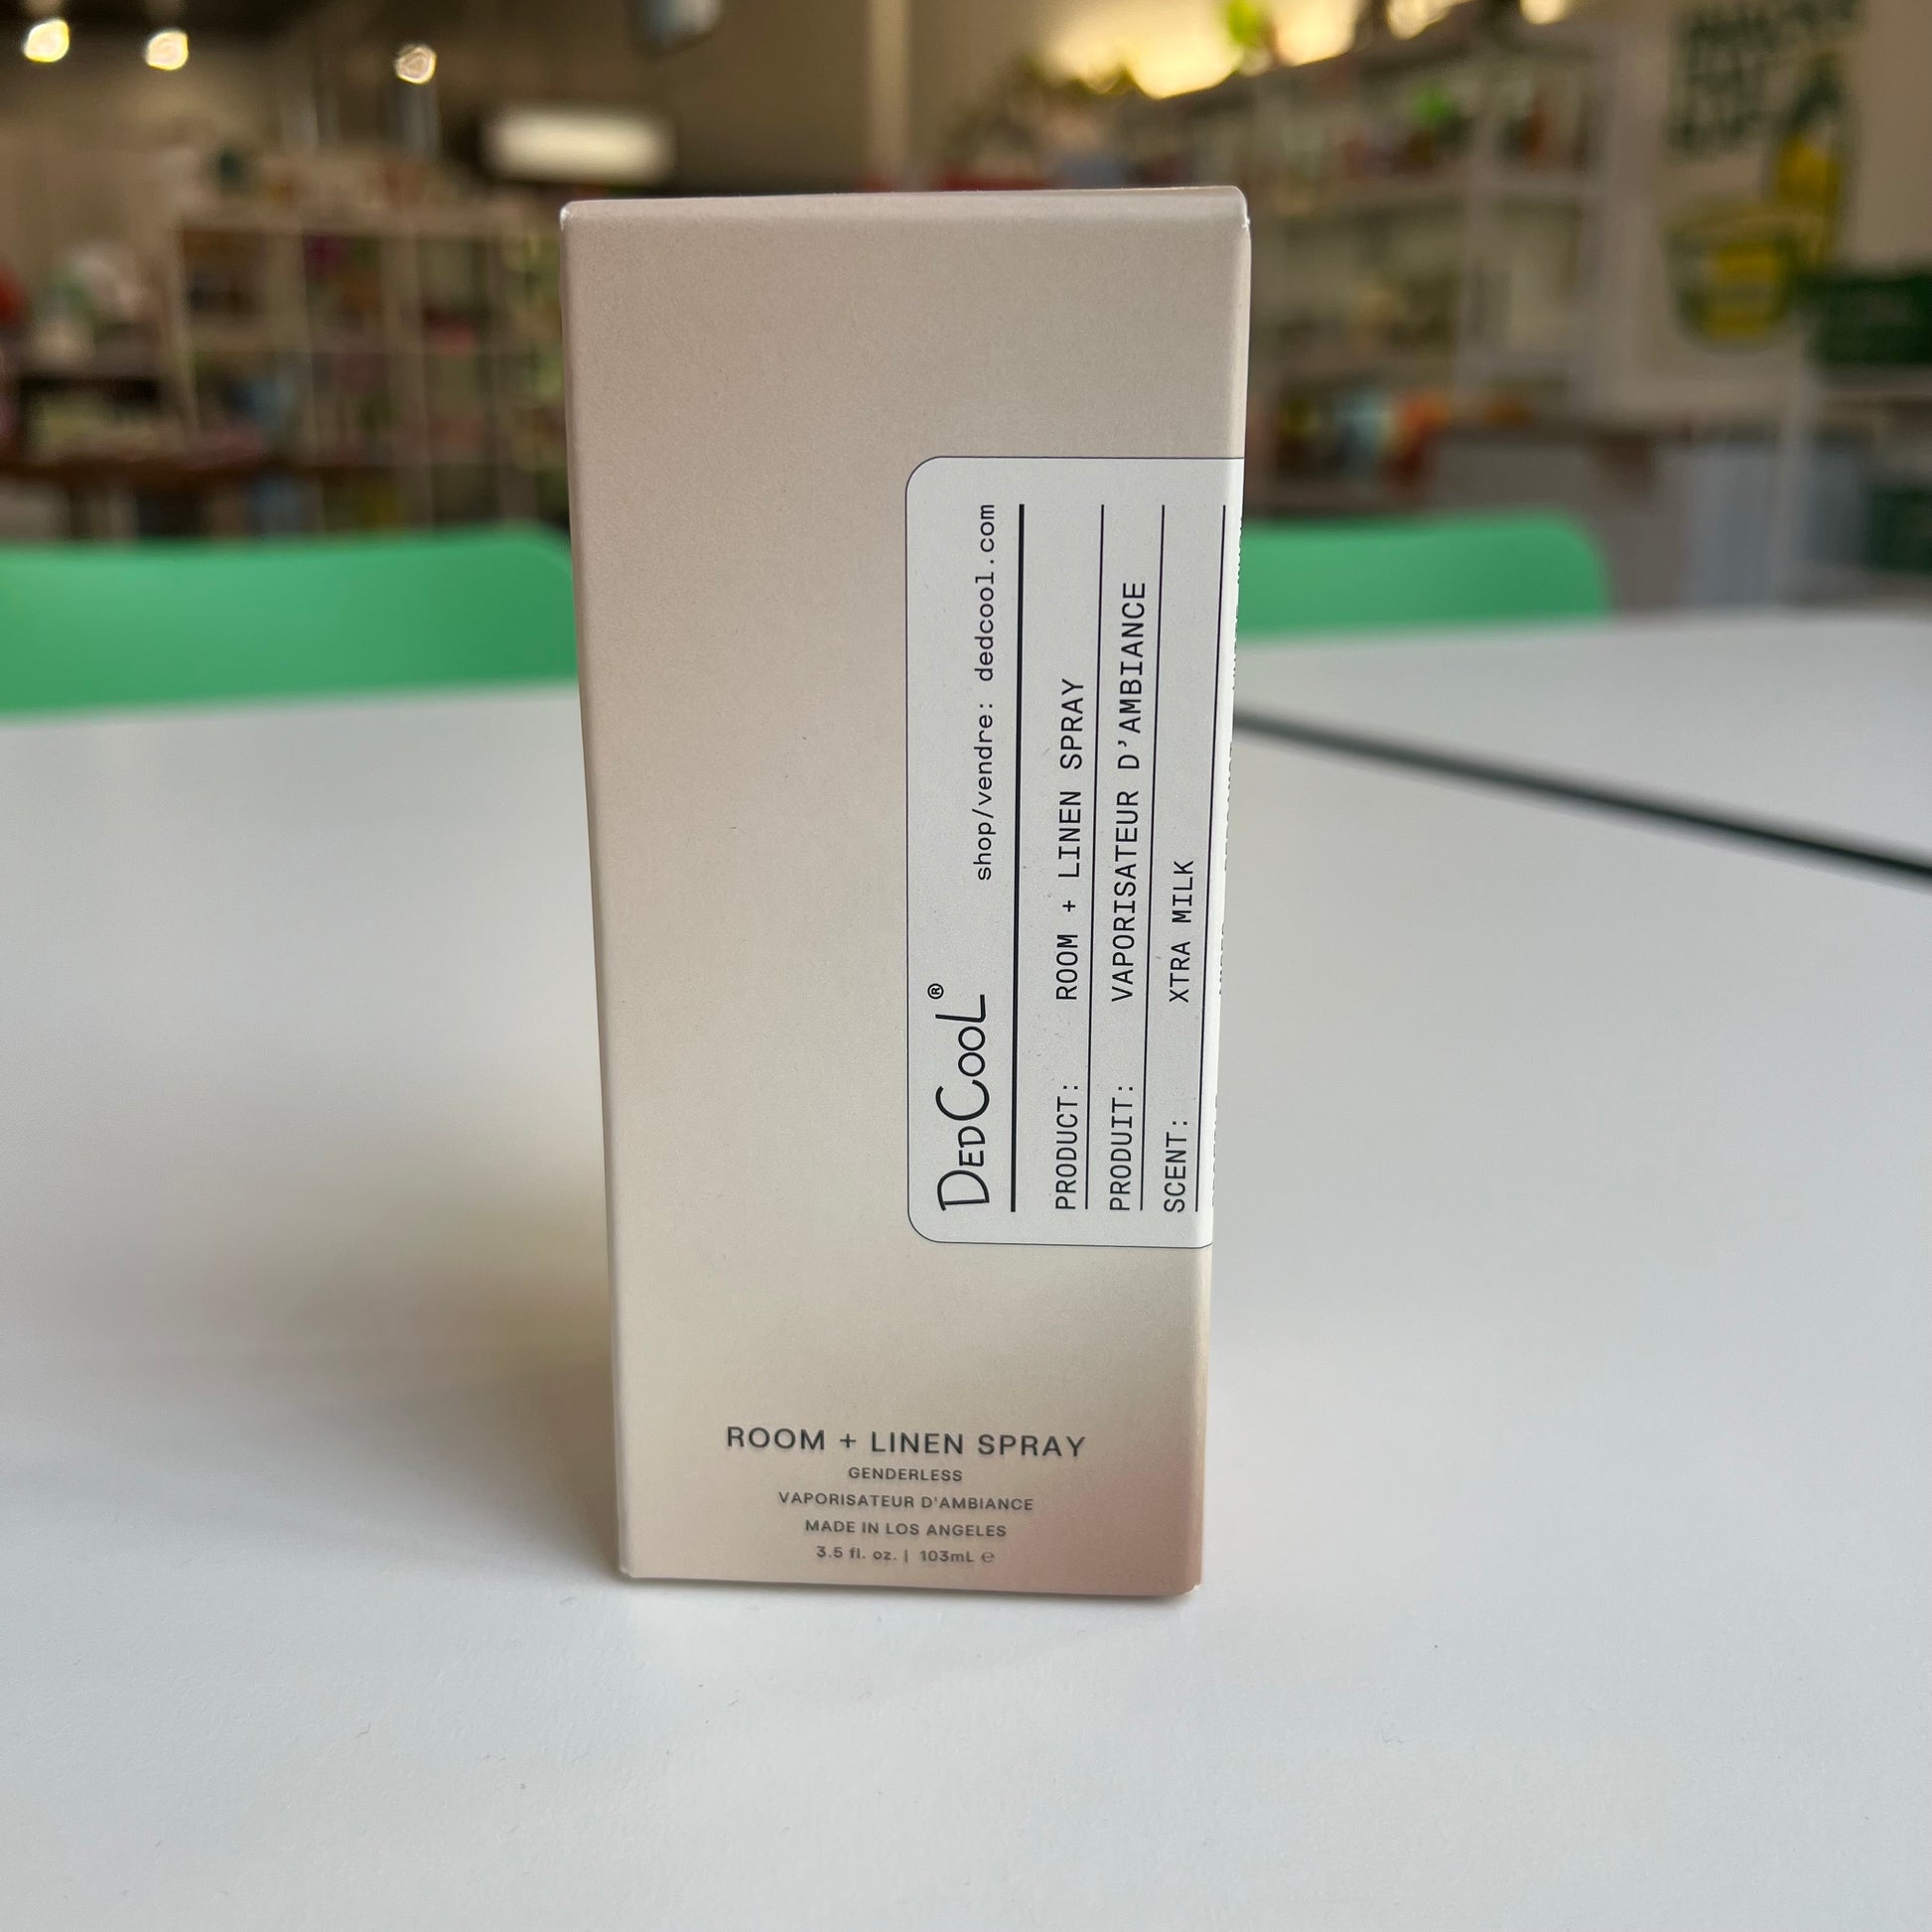 DEDCOOL®
shop/vendre: dedcool.com
PRODUCT: ROOM + LINEN SPRAY
PRODUIT: VAPORISATEUR D'AMBIANCE
SCENT: XTRA MILK
ROOM + LINEN SPRAY
GENDERLESS
VAPORISATEUR D'AMBIANCE
MADE IN LOS ANGELES
3.5 fl. oz. | 103mL ℮